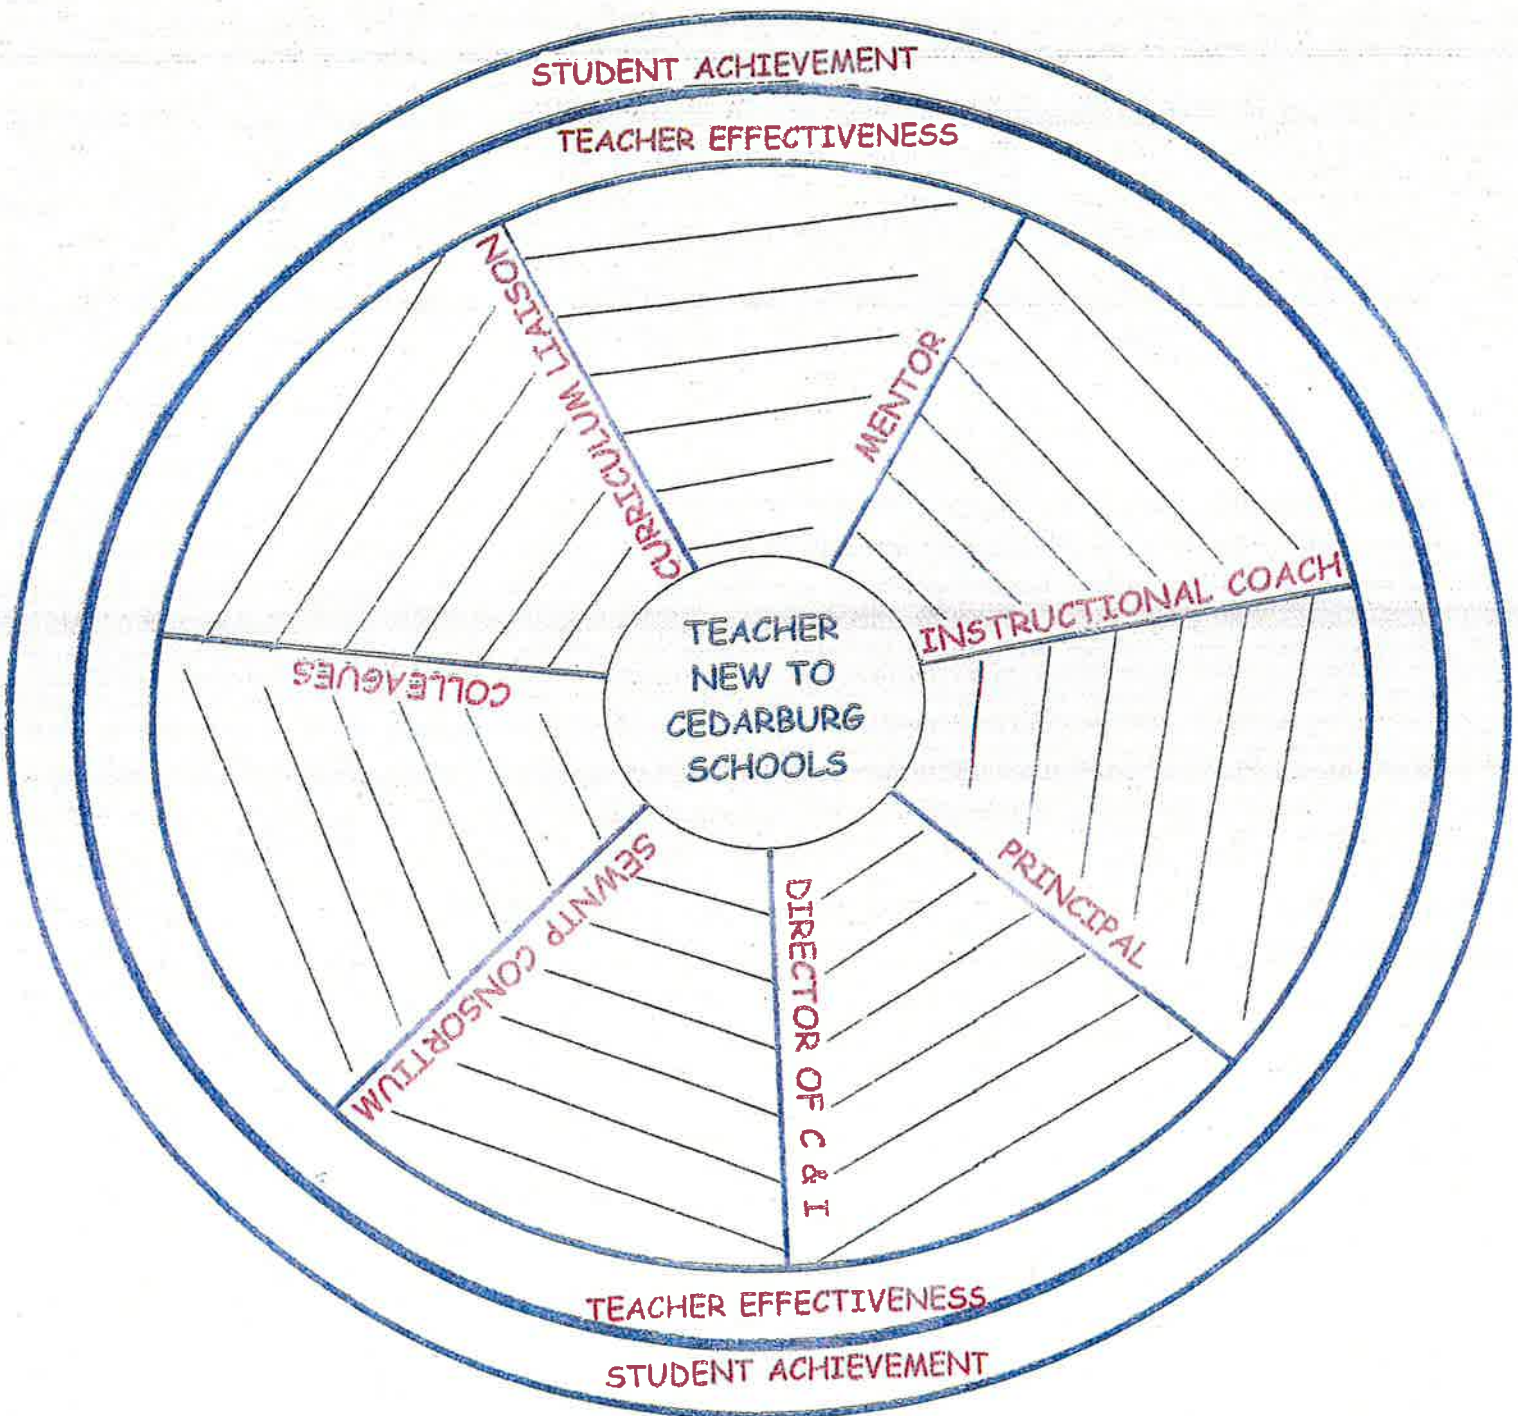 STUDENT ACHIEVEMENT
TEACHER EFFECTIVENESS
CURRICULUM LIAISON
MENTOR
INSTRUCTIONAL COACH
TEACHER
NEW TO
CEDARBURG
SCHOOLS
COLLEAGUES
PRINCIPAL
SEWNTP CONSORTIUM
DIRECTOR OF C & I
TEACHER EFFECTIVENESS
STUDENT ACHIEVEMENT